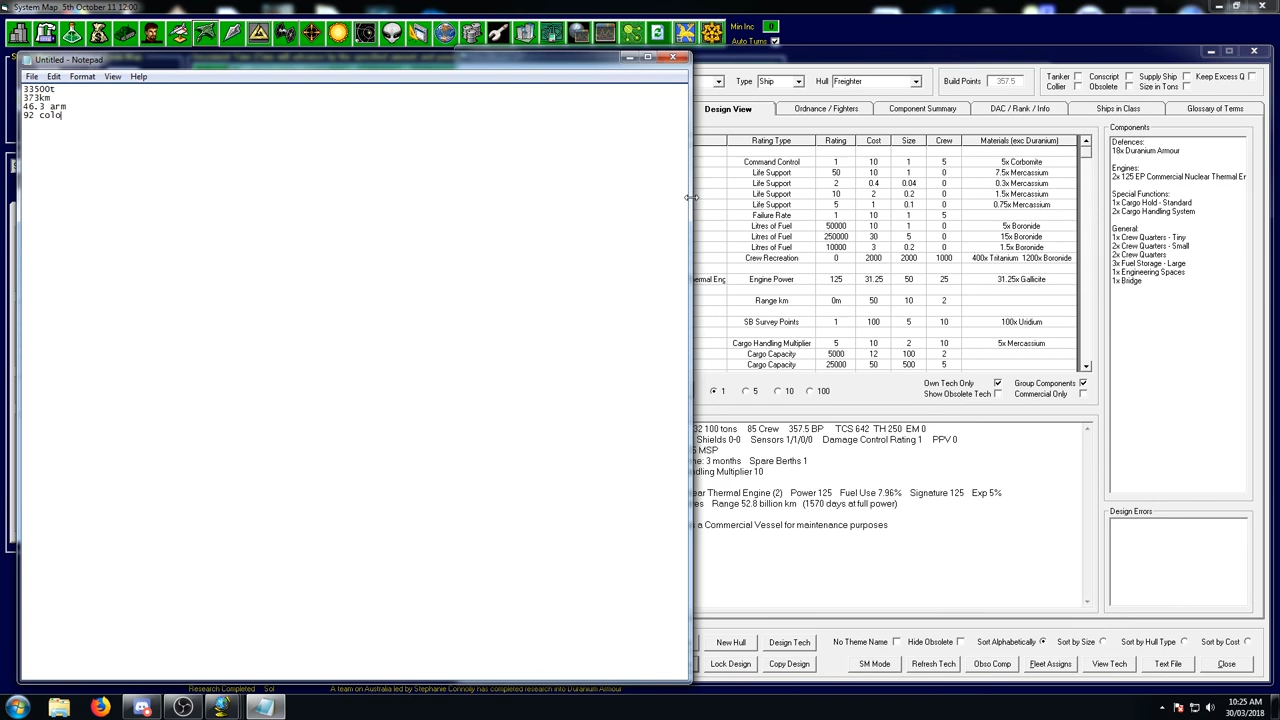 System Map  5th October 11 12:00
Min Inc 0
Auto Turns
Untitled - Notepad
File Edit Format View Help
33500t
373km
46.3 arm
92 colo
Type Ship Hull Freighter Build Points 357.5
Tanker Conscript Supply Ship Keep Excess Q
Collier Obsolete Size in Tons
Design View Ordnance / Fighters Component Summary DAC / Rank / Info Ships in Class Glossary of Terms
Rating Type Rating Cost Size Crew Materials (exc Duranium)
Command Control 1 10 1 5 5x Corbomite
Life Support 50 10 1 0 7.5x Mercassium
Life Support 2 0.4 0.04 0 0.3x Mercassium
Life Support 10 2 0.2 0 1.5x Mercassium
Life Support 5 1 0.1 0 0.75x Mercassium
Failure Rate 1 10 1 5
Litres of Fuel 50000 10 1 0 5x Boronide
Litres of Fuel 250000 30 5 0 15x Boronide
Litres of Fuel 10000 3 0.2 0 1.5x Boronide
Crew Recreation 0 2000 2000 1000 400x Tritanium  1200x Boronide
ermal Eng Engine Power 125 31.25 50 25 31.25x Gallicite
Range km 0m 50 10 2
SB Survey Points 1 100 5 10 100x Uridium
Cargo Handling Multiplier 5 10 2 10 5x Mercassium
Cargo Capacity 5000 12 100 2
Cargo Capacity 25000 50 500 5
Components
Defences:
18x Duranium Armour
Engines:
2x 125 EP Commercial Nuclear Thermal Er
Special Functions:
1x Cargo Hold - Standard
2x Cargo Handling System
General:
1x Crew Quarters - Tiny
2x Crew Quarters - Small
2x Crew Quarters
3x Fuel Storage - Large
1x Engineering Spaces
1x Bridge
1 5 10 100
Own Tech Only Group Components
Show Obsolete Tech Commercial Only
32 100 tons 85 Crew 357.5 BP TCS 642 TH 250 EM 0
Shields 0-0 Sensors 1/1/0/0 Damage Control Rating 1 PPV 0
MSP
me: 3 months Spare Berths 1
ndling Multiplier 10
ear Thermal Engine (2) Power 125 Fuel Use 7.96% Signature 125 Exp 5%
es Range 52.8 billion km (1570 days at full power)
s a Commercial Vessel for maintenance purposes
Design Errors
New Hull Design Tech No Theme Name Hide Obsolete Sort Alphabetically Sort by Size Sort by Hull Type Sort by Cost
Lock Design Copy Design SM Mode Refresh Tech Obso Comp Fleet Assigns View Tech Text File Close
Research Completed Sol A team on Australia led by Stephanie Connolly has completed research into Duranium Armour
10:25 AM
30/03/2018